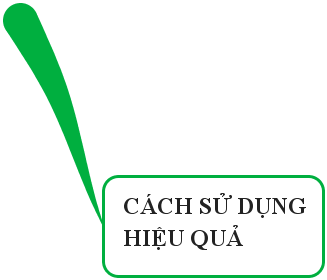 CÁCH SỬ DỤNG
HIỆU QUẢ